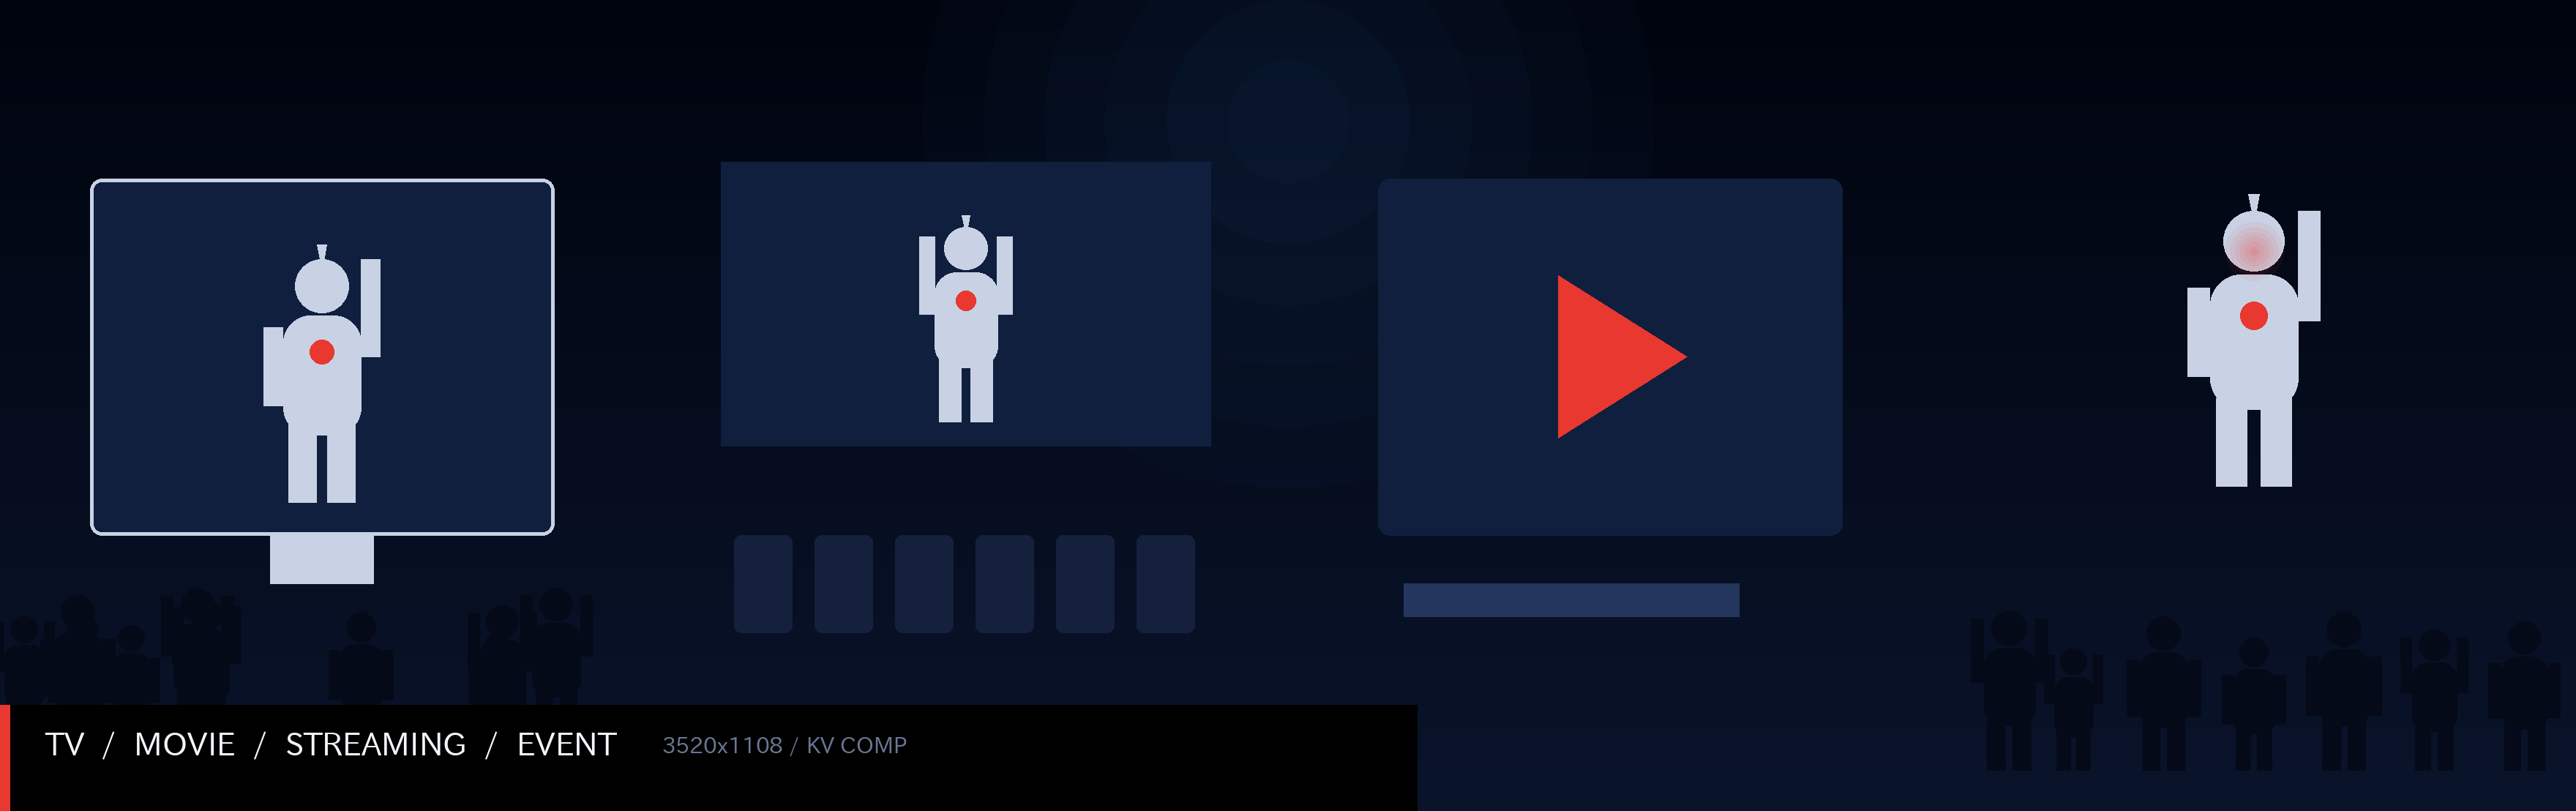 TV / MOVIE / STREAMING / EVENT 3520x1108 / KV COMP